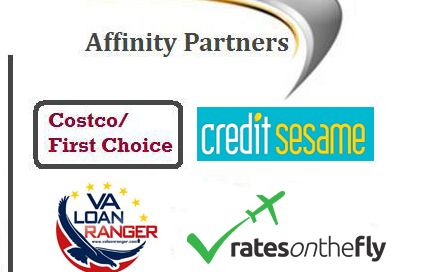 Affinity Partners
Costco/
First Choice
credit sesame
VA
LOAN
RANGER
www.valoanranger.com
ratesonthefly